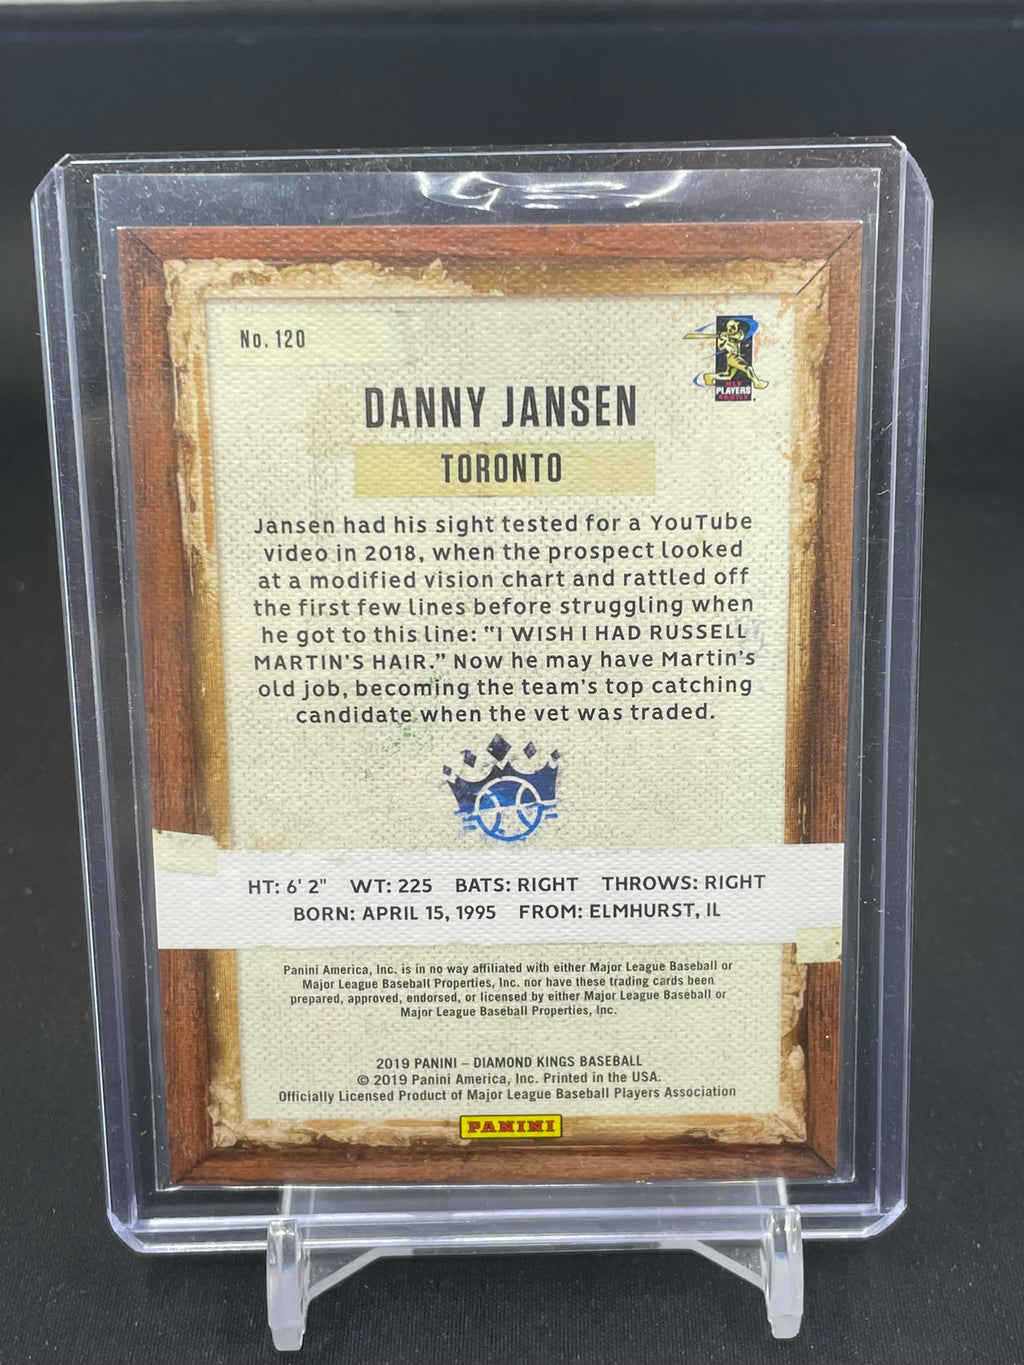 No. 120
MLB
PLAYERS
CHOICE
DANNY JANSEN
TORONTO
Jansen had his sight tested for a YouTube
video in 2018, when the prospect looked
at a modified vision chart and rattled off
the first few lines before struggling when
he got to this line: "I WISH I HAD RUSSELL
MARTIN'S HAIR." Now he may have Martin's
old job, becoming the team's top catching
candidate when the vet was traded.
HT: 6' 2" WT: 225 BATS: RIGHT THROWS: RIGHT
BORN: APRIL 15, 1995 FROM: ELMHURST, IL
Panini America, Inc. is in no way affiliated with either Major League Baseball or
Major League Baseball Properties, Inc. nor have these trading cards been
prepared, approved, endorsed, or licensed by either Major League Baseball or
Major League Baseball Properties, Inc.
2019 PANINI – DIAMOND KINGS BASEBALL
© 2019 Panini America, Inc. Printed in the USA.
Officially Licensed Product of Major League Baseball Players Association
PANINI